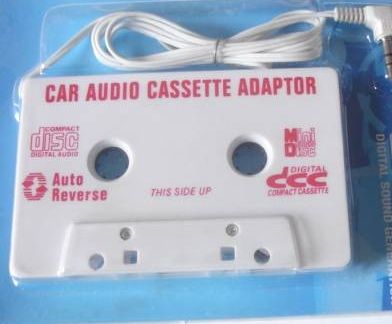 CAR AUDIO CASSETTE ADAPTOR
COMPACT
disc
DIGITAL AUDIO
Mini
Disc
Auto
Reverse
THIS SIDE UP
DIGITAL
dcc
COMPACT CASSETTE
DIGITAL SOUND